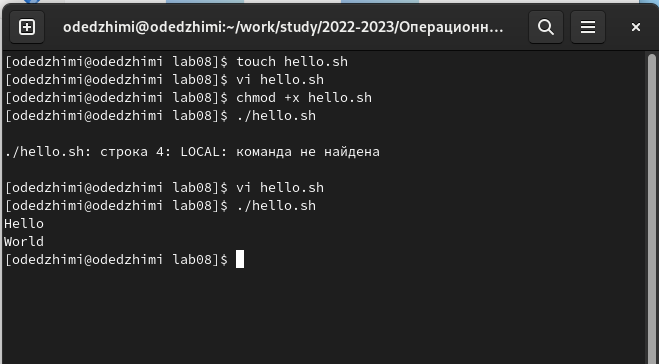 odedzhimi@odedzhimi:~/work/study/2022-2023/Операционн...
[odedzhimi@odedzhimi lab08]$ touch hello.sh
[odedzhimi@odedzhimi lab08]$ vi hello.sh
[odedzhimi@odedzhimi lab08]$ chmod +x hello.sh
[odedzhimi@odedzhimi lab08]$ ./hello.sh
./hello.sh: строка 4: LOCAL: команда не найдена
[odedzhimi@odedzhimi lab08]$ vi hello.sh
[odedzhimi@odedzhimi lab08]$ ./hello.sh
Hello
World
[odedzhimi@odedzhimi lab08]$